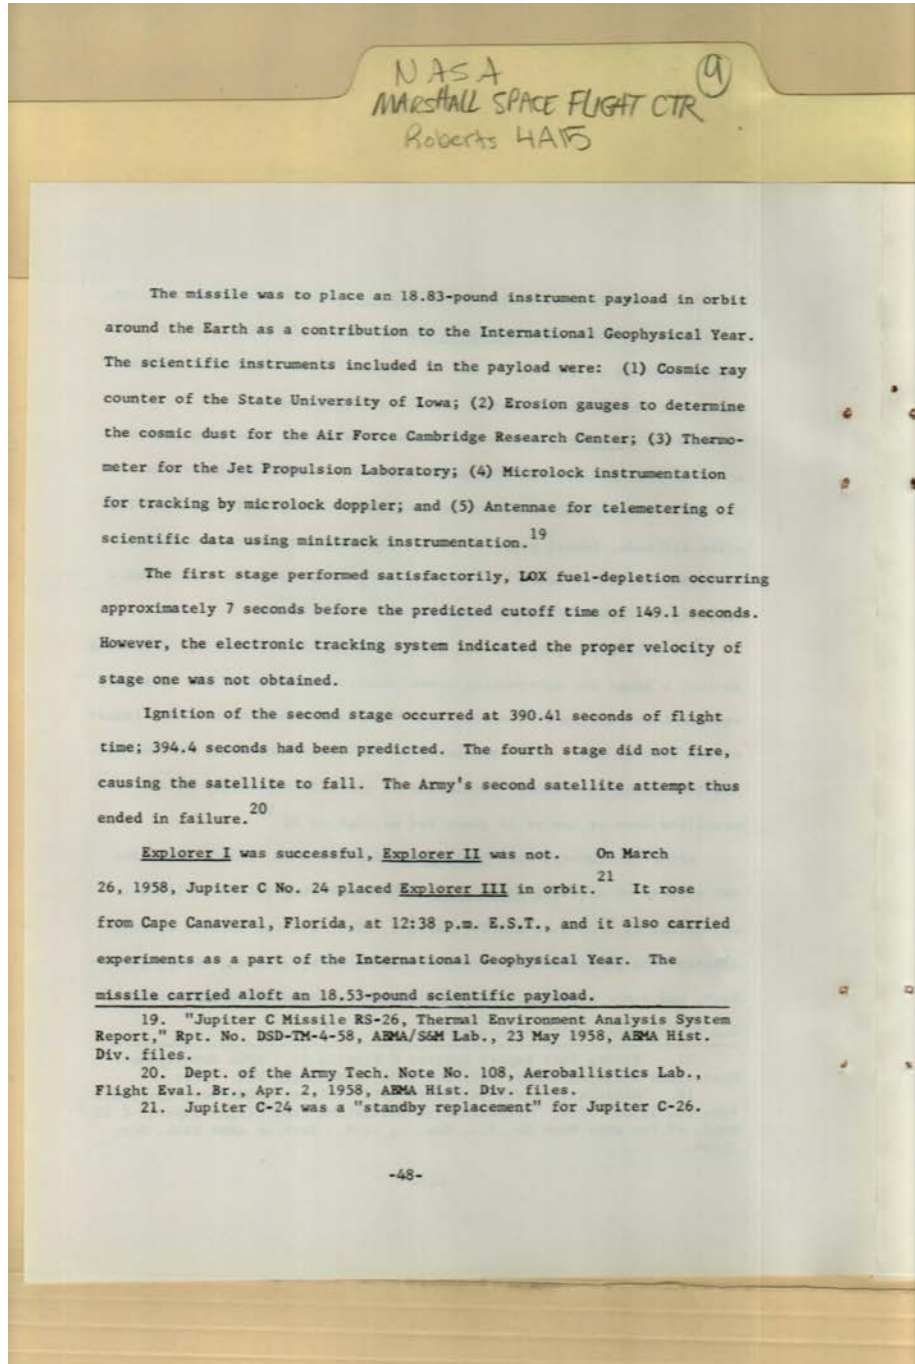 NASA
9
MARSHALL SPACE FLIGHT CTR
Roberts 4A15
The missile was to place an 18.83-pound instrument payload in orbit
around the Earth as a contribution to the International Geophysical Year.
The scientific instruments included in the payload were: (1) Cosmic ray
counter of the State University of Iowa; (2) Erosion gauges to determine
the cosmic dust for the Air Force Cambridge Research Center; (3) Thermo-
meter for the Jet Propulsion Laboratory; (4) Microlock instrumentation
for tracking by microlock doppler; and (5) Antennae for telemetering of
scientific data using minitrack instrumentation.19
The first stage performed satisfactorily, LOX fuel-depletion occurring
approximately 7 seconds before the predicted cutoff time of 149.1 seconds.
However, the electronic tracking system indicated the proper velocity of
stage one was not obtained.
Ignition of the second stage occurred at 390.41 seconds of flight
time; 394.4 seconds had been predicted. The fourth stage did not fire,
causing the satellite to fall. The Army's second satellite attempt thus
ended in failure.20
Explorer I was successful, Explorer II was not. On March
26, 1958, Jupiter C No. 24 placed Explorer III in orbit.21 It rose
from Cape Canaveral, Florida, at 12:38 p.m. E.S.T., and it also carried
experiments as a part of the International Geophysical Year. The
missile carried aloft an 18.53-pound scientific payload.
19. "Jupiter C Missile RS-26, Thermal Environment Analysis System
Report," Rpt. No. DSD-TM-4-58, ABMA/S&M Lab., 23 May 1958, ABMA Hist.
Div. files.
20. Dept. of the Army Tech. Note No. 108, Aeroballistics Lab.,
Flight Eval. Br., Apr. 2, 1958, ABMA Hist. Div. files.
21. Jupiter C-24 was a "standby replacement" for Jupiter C-26.
-48-